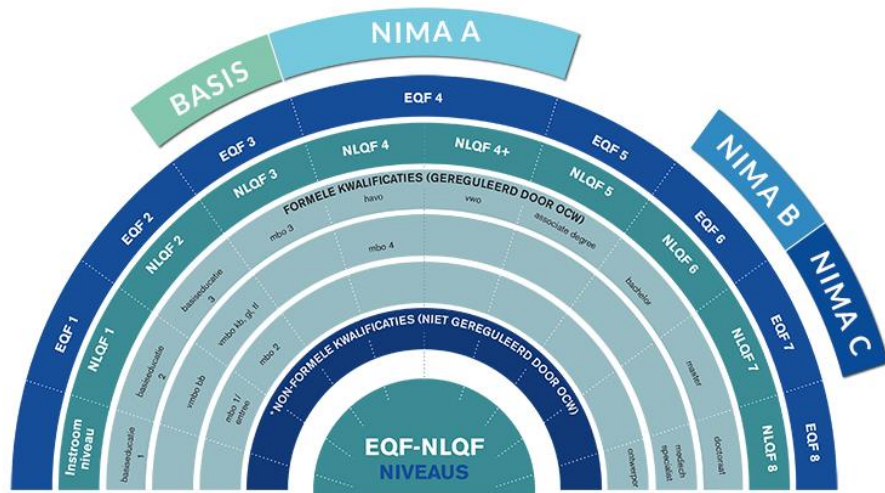 BASIS
NIMA A
NIMA B
NIMA C
EQF 1
EQF 2
EQF 3
EQF 4
EQF 5
EQF 6
EQF 7
EQF 8
Instroom
niveau
NLQF 1
NLQF 2
NLQF 3
NLQF 4
NLQF 4+
NLQF 5
NLQF 6
NLQF 7
NLQF 8
FORMELE KWALIFICATIES (GEREGULEERD DOOR OCW)
basiseducatie
1
basiseducatie
2
basiseducatie
3
mbo 3
havo
vwo
associate degree
bachelor
master
doctoraat
vmbo bb
vmbo kb, gl, tl
mbo 4
medisch
specialist
mbo 1/
entree
mbo 2
ontwerper
*NON-FORMELE KWALIFICATIES (NIET GEREGULEERD DOOR OCW)
EQF-NLQF
NIVEAUS